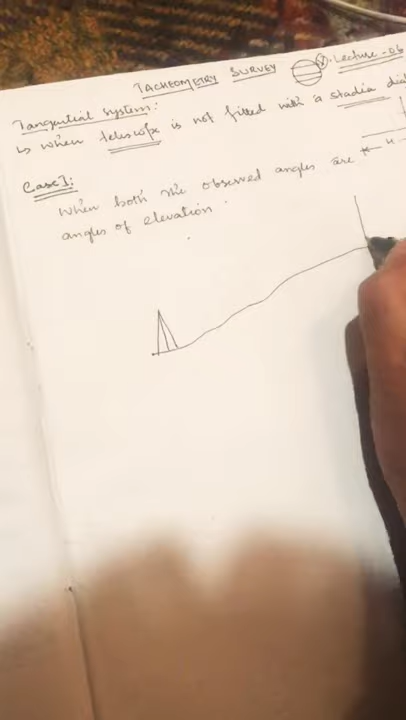 TACHEOMETRY SURVEY
Lecture-06
Tangential System:
↳ when telescope is not fitted with a stadia dia
Case I:
When both the observed angles are
angles of elevation